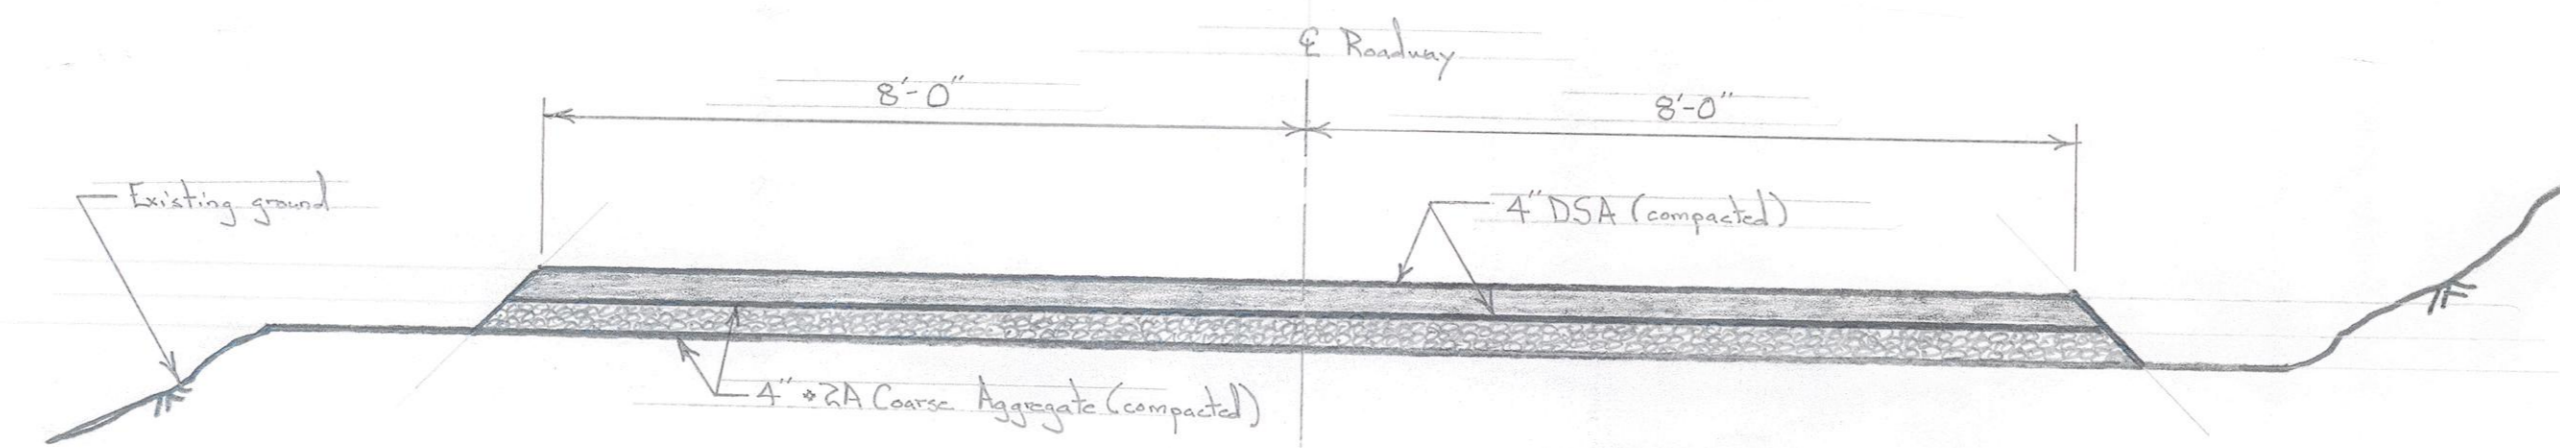 ℄ Roadway
8'-0"
8'-0"
Existing ground
4" DSA (compacted)
4" #2A Coarse Aggregate (compacted)